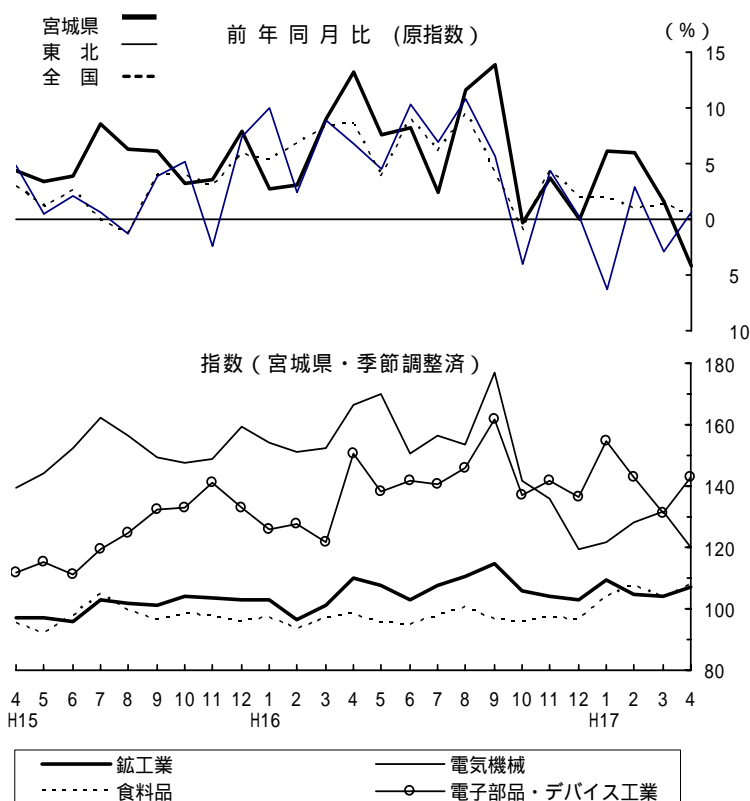 宮城県
東　北
全　国
前 年 同 月 比 （原指数）
（％）
15
10
5
0
5
10
指数（宮城県・季節調整済）
180
160
140
120
100
80
4 5 6 7 8 9 10 11 12 1 2 3 4 5 6 7 8 9 10 11 12 1 2 3 4
H15 H16 H17
鉱工業 電気機械
食料品 電子部品・デバイス工業